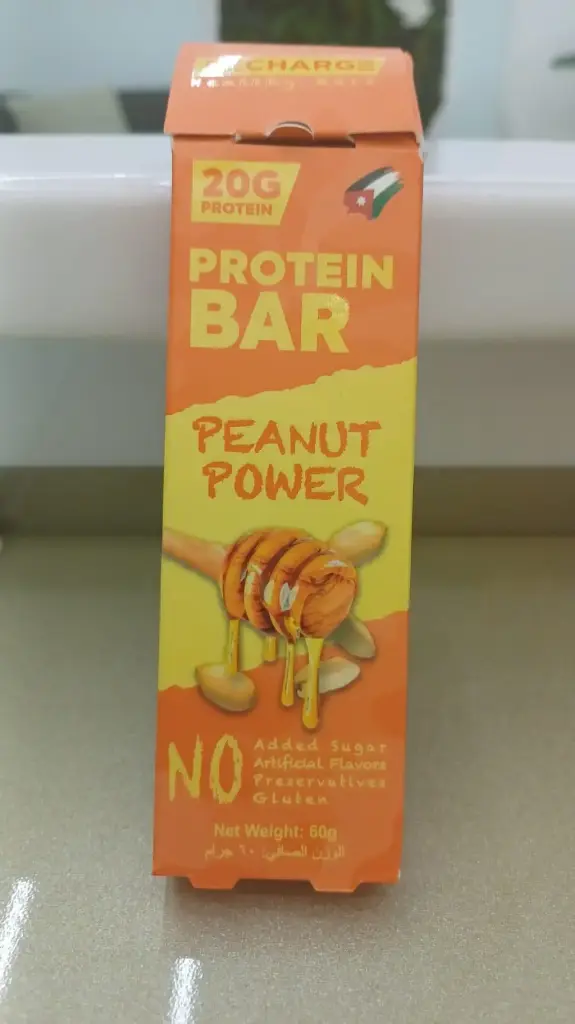 RECHARGE
20G
PROTEIN
PROTEIN
BAR
PEANUT
POWER
NO
Added Sugar
Artificial Flavors
Preservatives
Gluten
Net Weight: 60g
الوزن الصافي: ٦٠ جرام